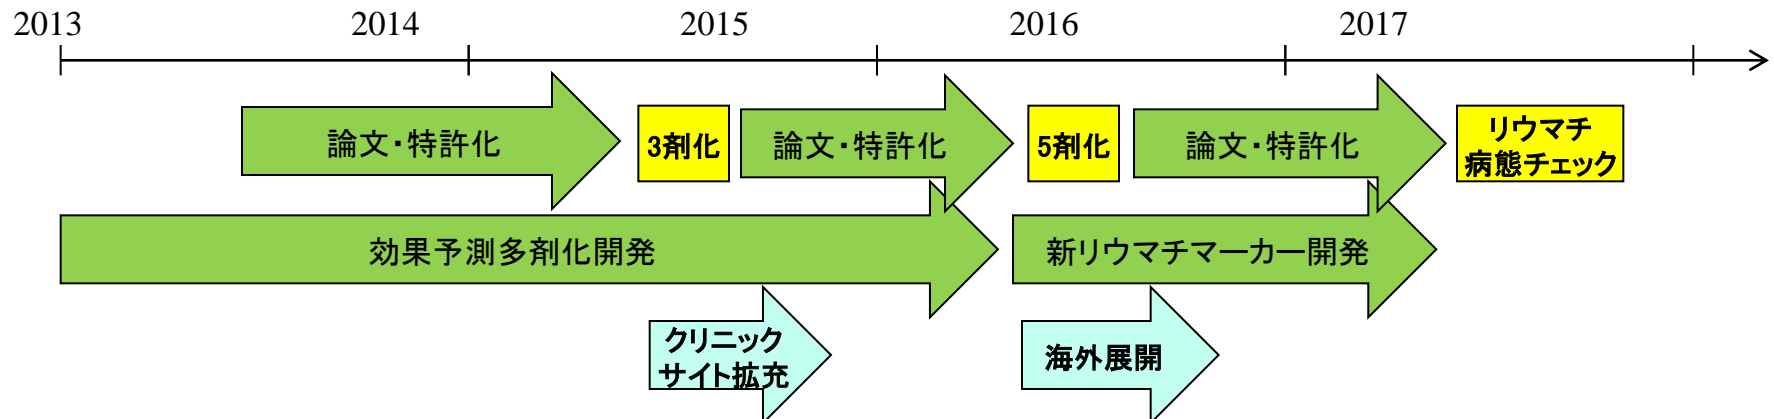 2013 2014 2015 2016 2017
論文・特許化
3剤化
論文・特許化
5剤化
論文・特許化
リウマチ
病態チェック
効果予測多剤化開発
新リウマチマーカー開発
クリニック
サイト拡充
海外展開